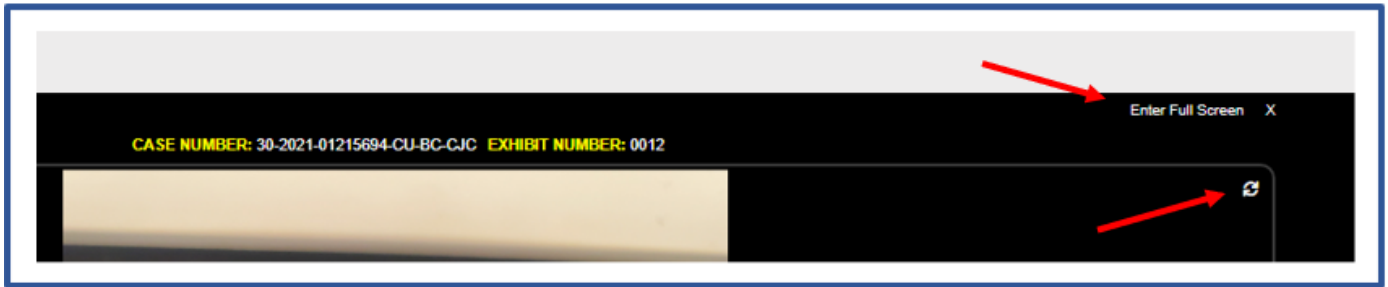 Enter Full Screen X
CASE NUMBER: 30-2021-01215694-CU-BC-CJC EXHIBIT NUMBER: 0012